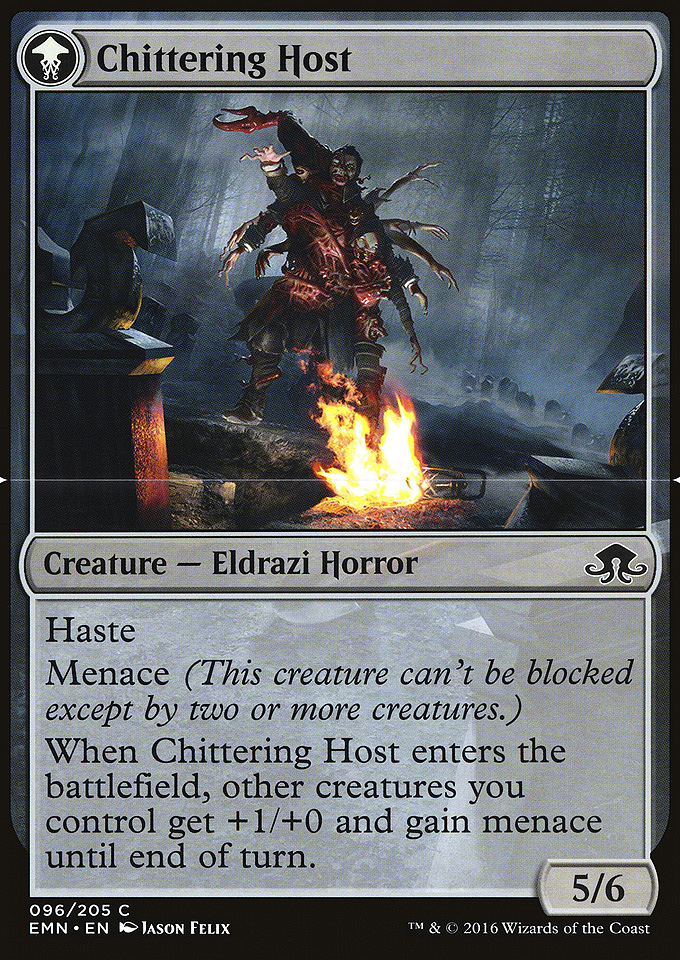 Chittering Host
Creature — Eldrazi Horror
Haste
Menace (This creature can't be blocked
except by two or more creatures.)
When Chittering Host enters the
battlefield, other creatures you
control get +1/+0 and gain menace
until end of turn.
5/6
096/205 C
EMN • EN Jason Felix
™ & © 2016 Wizards of the Coast